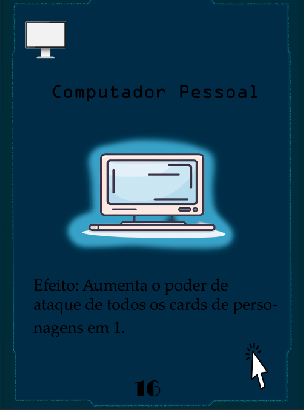 Computador Pessoal
Efeito: Aumenta o poder de
ataque de todos os cards de perso-
nagens em 1.
16